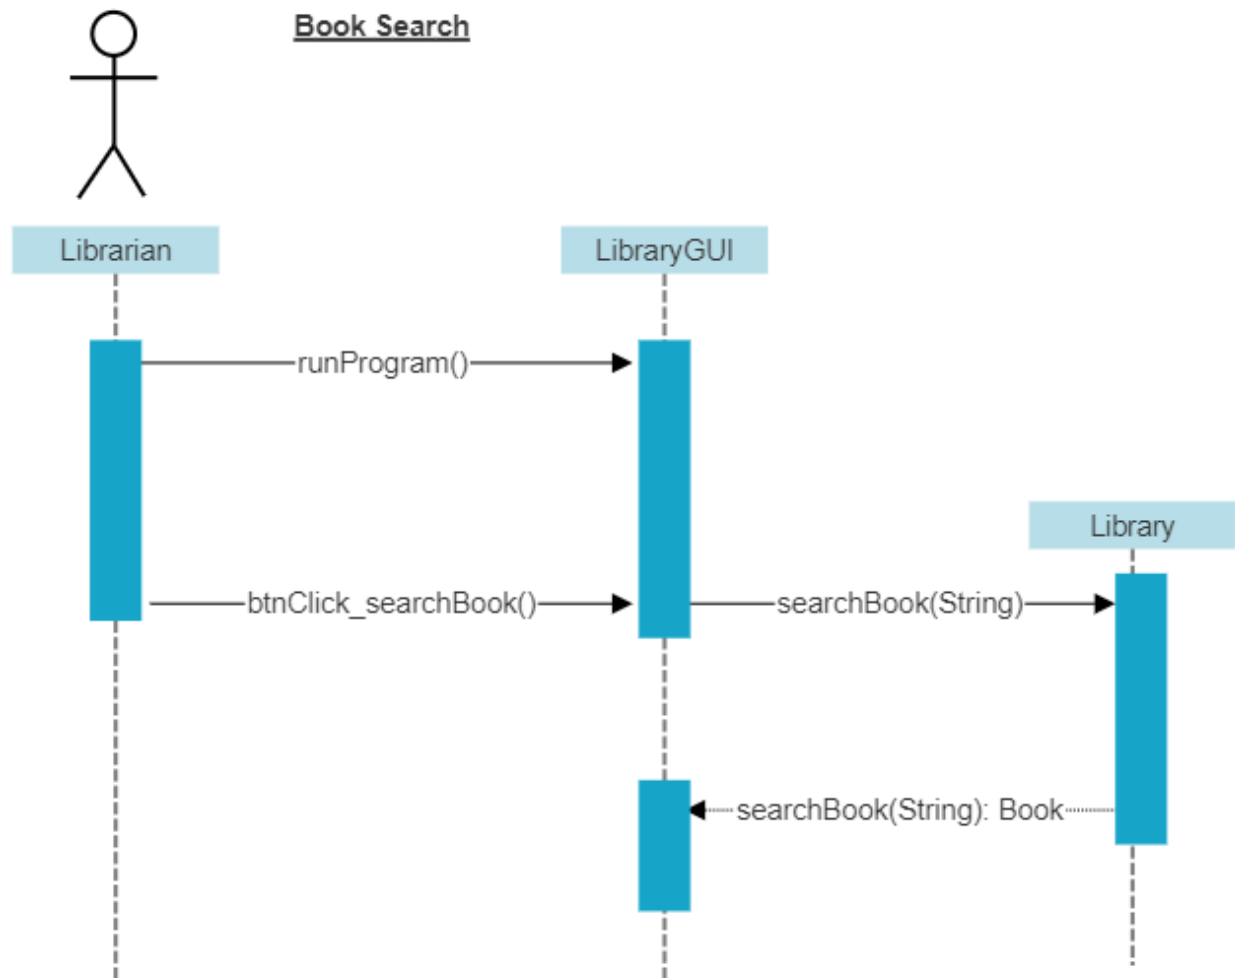 Book Search
Librarian
LibraryGUI
runProgram()
Library
btnClick_searchBook()
searchBook(String)
searchBook(String): Book